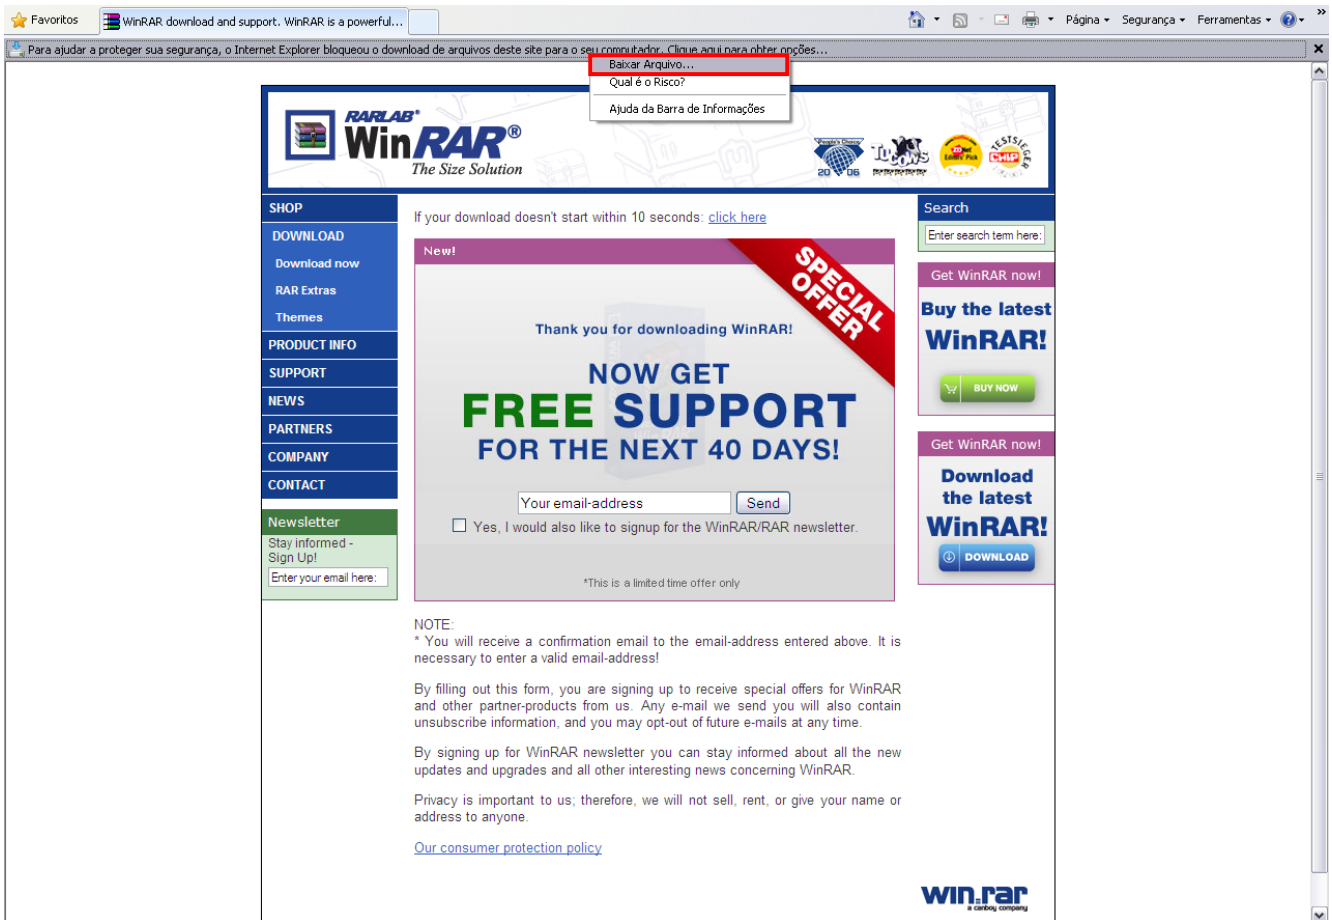 Favoritos
WinRAR download and support. WinRAR is a powerful...
Página
Segurança
Ferramentas
Para ajudar a proteger sua segurança, o Internet Explorer bloqueou o download de arquivos deste site para o seu computador. Clique aqui para obter opções...
Baixar Arquivo...
Qual é o Risco?
Ajuda da Barra de Informações
RARLAB®
WinRAR®
The Size Solution
People's Choice
20 06
TUCOWS
ZDNet
Editors' Pick
TESTSIEGER
CHIP
SHOP
DOWNLOAD
Download now
RAR Extras
Themes
PRODUCT INFO
SUPPORT
NEWS
PARTNERS
COMPANY
CONTACT
Newsletter
Stay informed -
Sign Up!
Enter your email here:
If your download doesn't start within 10 seconds: click here
New!
SPECIAL
OFFER
Thank you for downloading WinRAR!
NOW GET
FREE SUPPORT
FOR THE NEXT 40 DAYS!
Your email-address
Send
Yes, I would also like to signup for the WinRAR/RAR newsletter.
*This is a limited time offer only
NOTE:
* You will receive a confirmation email to the email-address entered above. It is
necessary to enter a valid email-address!
By filling out this form, you are signing up to receive special offers for WinRAR
and other partner-products from us. Any e-mail we send you will also contain
unsubscribe information, and you may opt-out of future e-mails at any time.
By signing up for WinRAR newsletter you can stay informed about all the new
updates and upgrades and all other interesting news concerning WinRAR.
Privacy is important to us; therefore, we will not sell, rent, or give your name or
address to anyone.
Our consumer protection policy
Search
Enter search term here:
Get WinRAR now!
Buy the latest
WinRAR!
BUY NOW
Get WinRAR now!
Download
the latest
WinRAR!
DOWNLOAD
win.rar
a canboy company